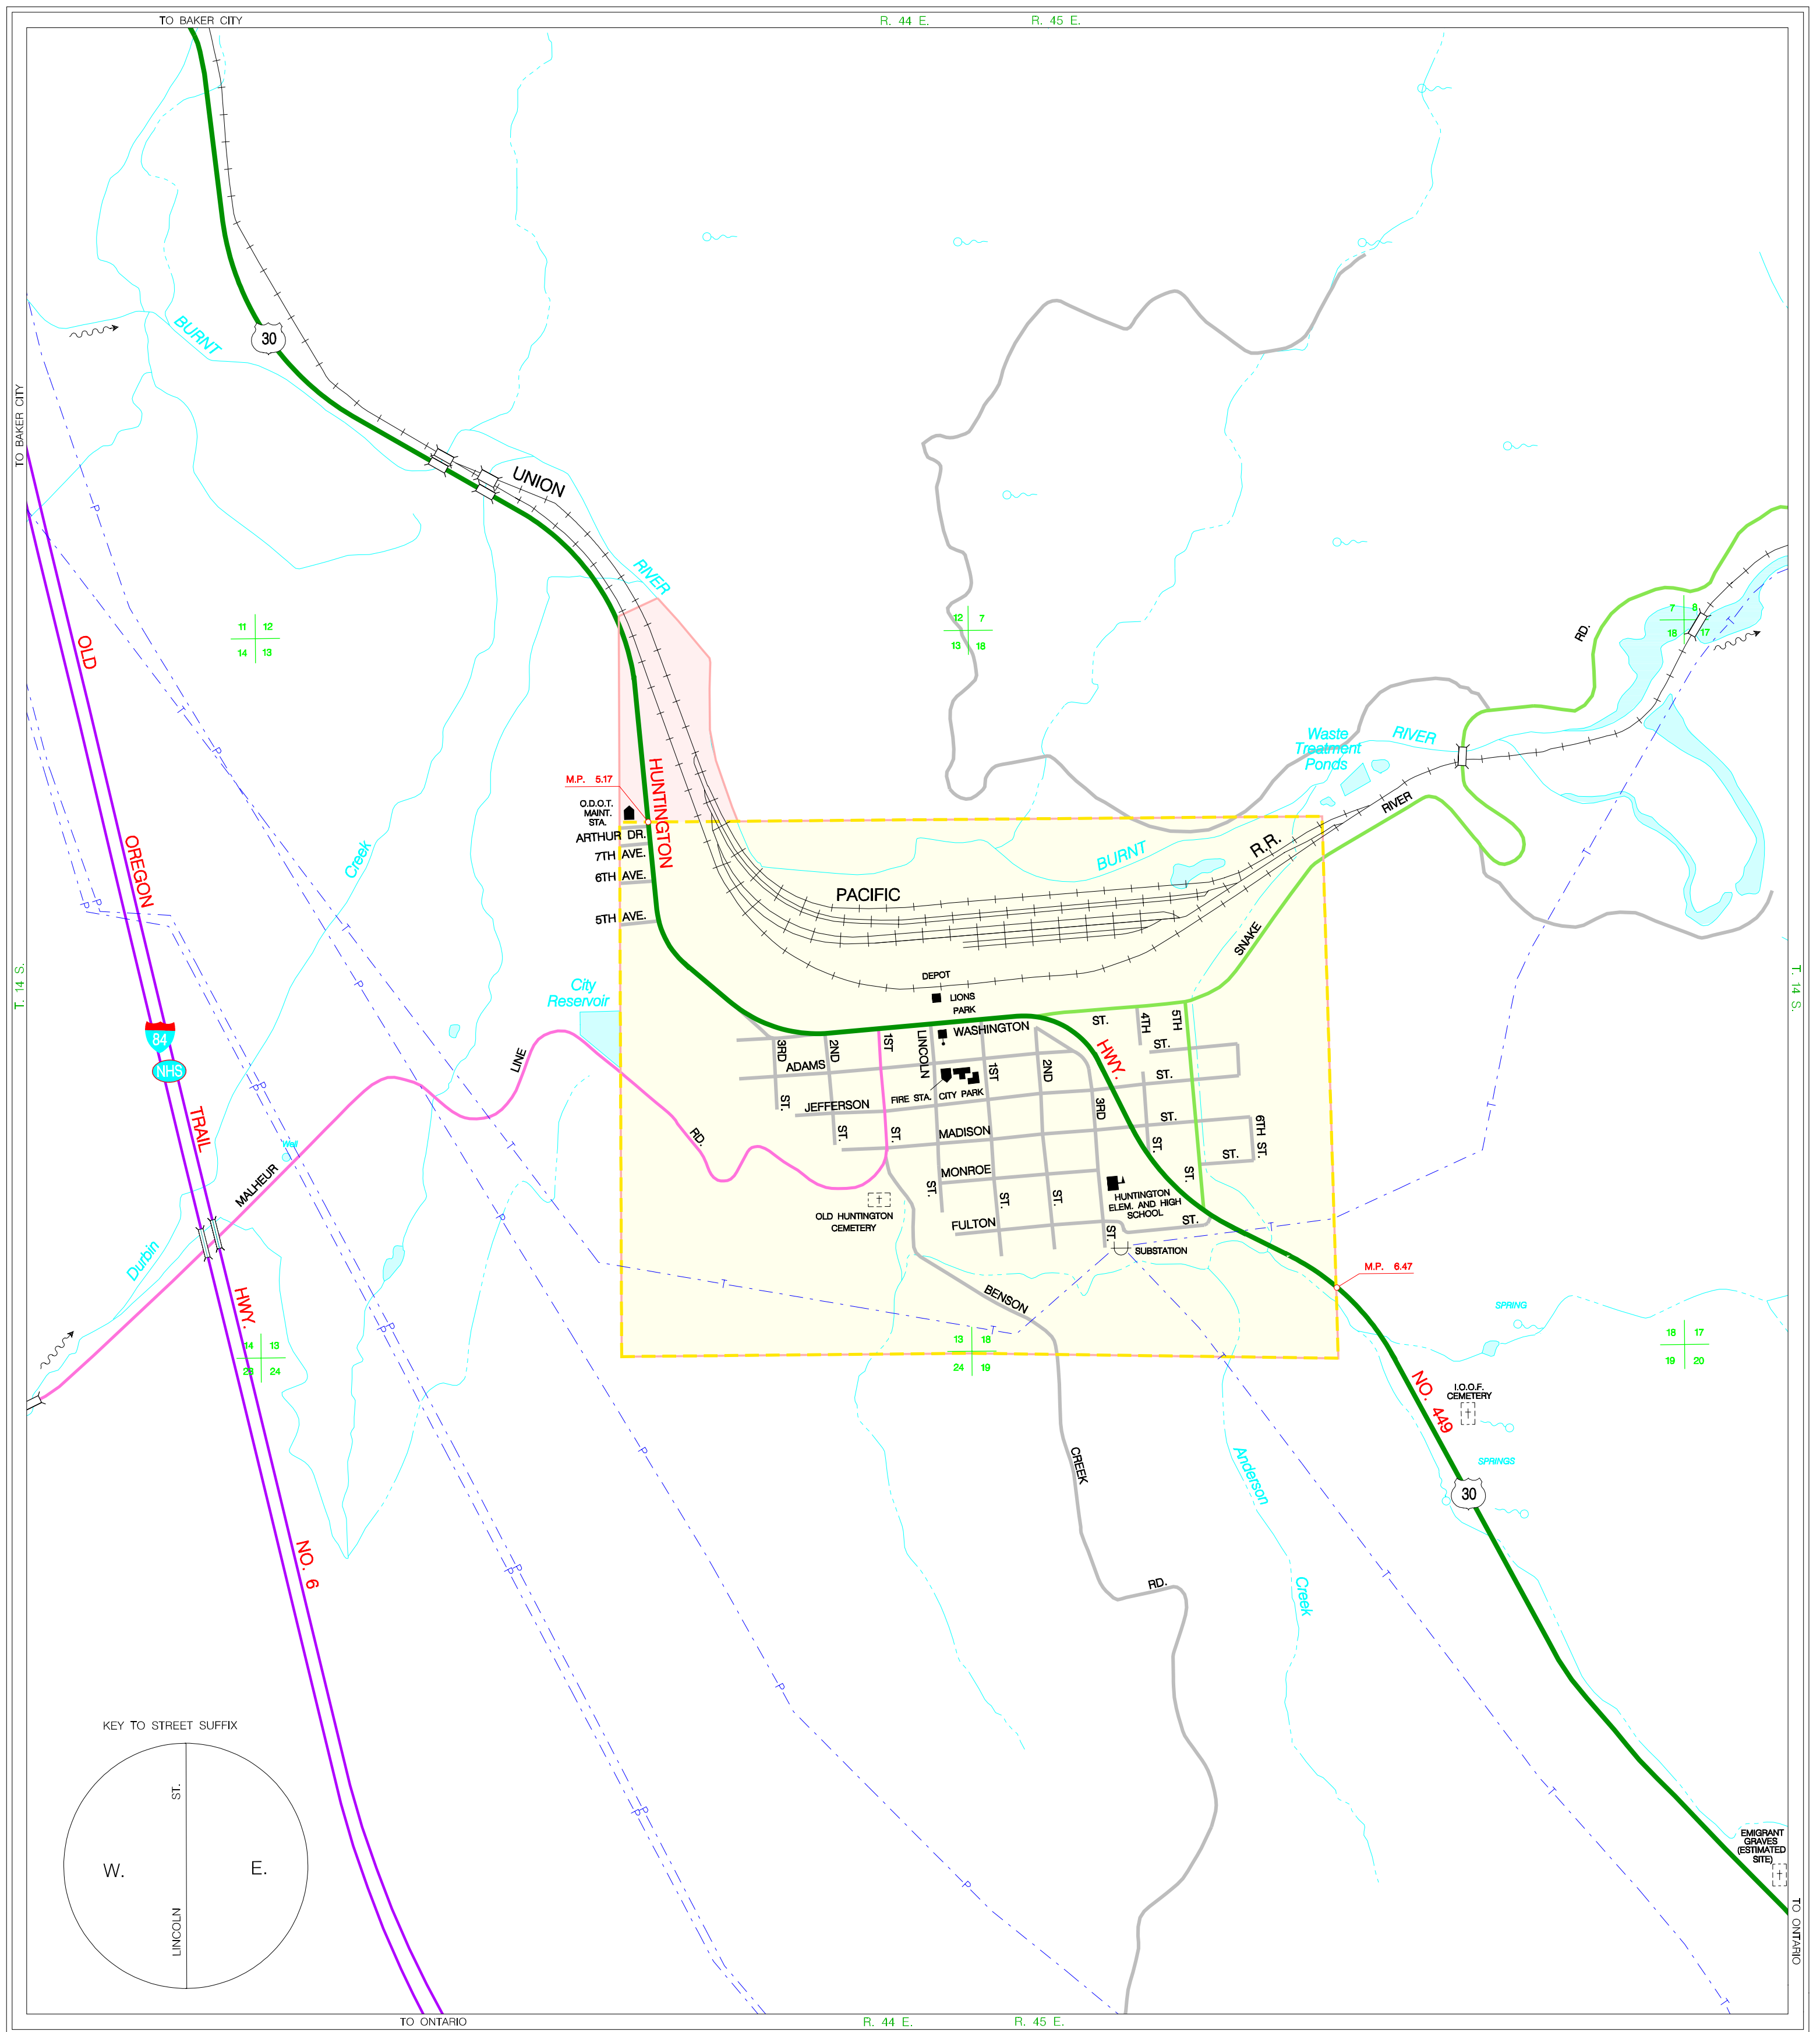 TO BAKER CITY
R. 44 E.
R. 45 E.
TO BAKER CITY
BURNT
30
UNION
RIVER
P
11 12
14 13
12 7
13 18
7 8
18 17
RD.
OLD
OREGON
TRAIL
HWY.
NO. 6
T
P
Waste
Treatment
Ponds
RIVER
M.P. 5.17
O.D.O.T.
MAINT.
STA.
HUNTINGTON
ARTHUR DR.
7TH AVE.
6TH AVE.
5TH AVE.
Creek
PACIFIC
R.R.
BURNT
RIVER
SNAKE
T. 14 S.
T. 14 S.
City
Reservoir
DEPOT
LIONS
PARK
84
NHS
LINE
WASHINGTON
ST.
4TH
5TH
3RD
2ND
1ST
LINCOLN
1ST
2ND
HWY.
ST.
ADAMS
ST.
FIRE STA.
CITY PARK
JEFFERSON
ST.
3RD
ST.
MADISON
ST.
ST.
ST.
6TH ST.
MONROE
ST.
ST.
ST.
ST.
ST.
HUNTINGTON
ELEM. AND HIGH
SCHOOL
FULTON
ST.
ST.
SUBSTATION
OLD HUNTINGTON
CEMETERY
RD.
Well
MALHEUR
Durbin
M.P. 6.47
BENSON
CREEK
RD.
SPRING
14 13
23 24
13 18
24 19
18 17
19 20
NO. 449
I.O.O.F.
CEMETERY
SPRINGS
30
Anderson
Creek
KEY TO STREET SUFFIX
W.
E.
LINCOLN
ST.
EMIGRANT
GRAVES
(ESTIMATED
SITE)
TO ONTARIO
TO ONTARIO
R. 44 E.
R. 45 E.